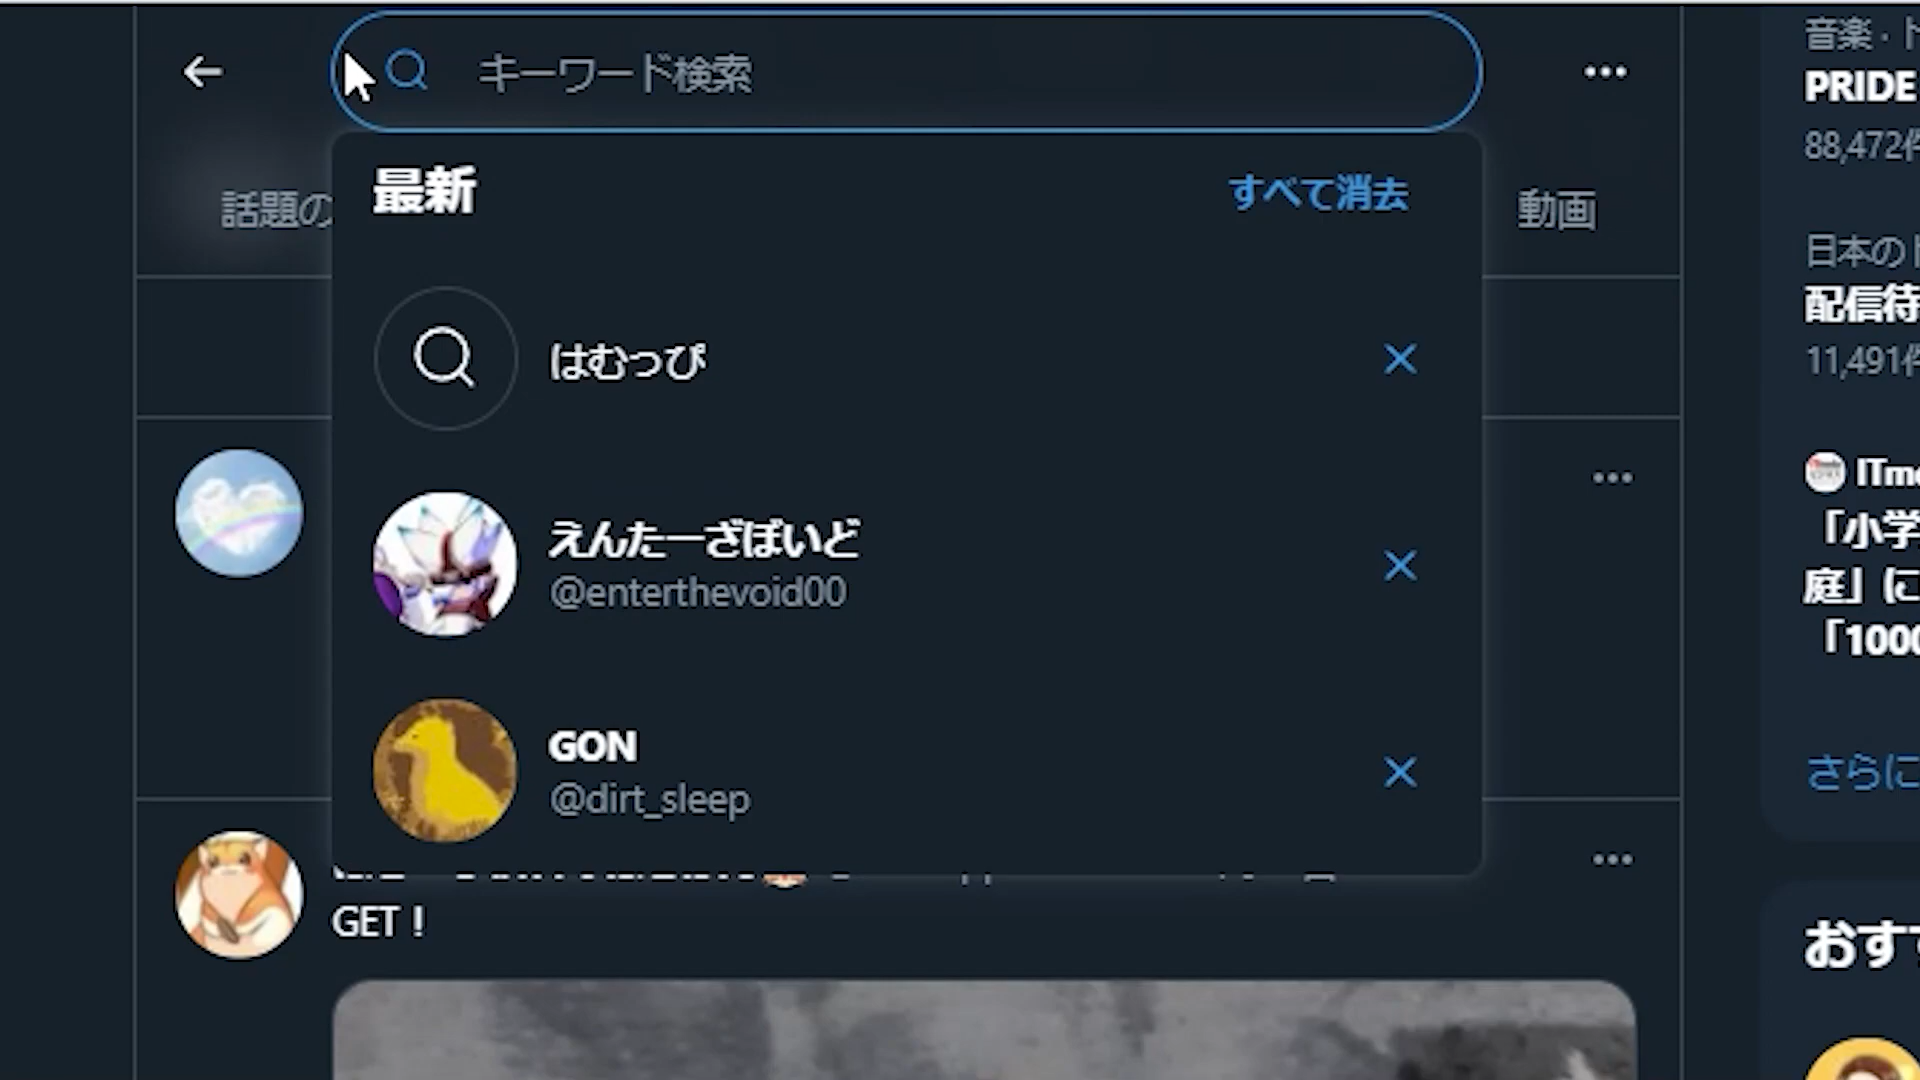 キーワード検索
最新
すべて消去
話題の
動画
はむっぴ
えんたーざぼいど
@enterthevoid00
GON
@dirt_sleep
GET！
音楽・ト
PRIDE
88,472件
日本のト
配信待
11,491件
ITme
「小学
庭」に
「1000
さらに
おすす